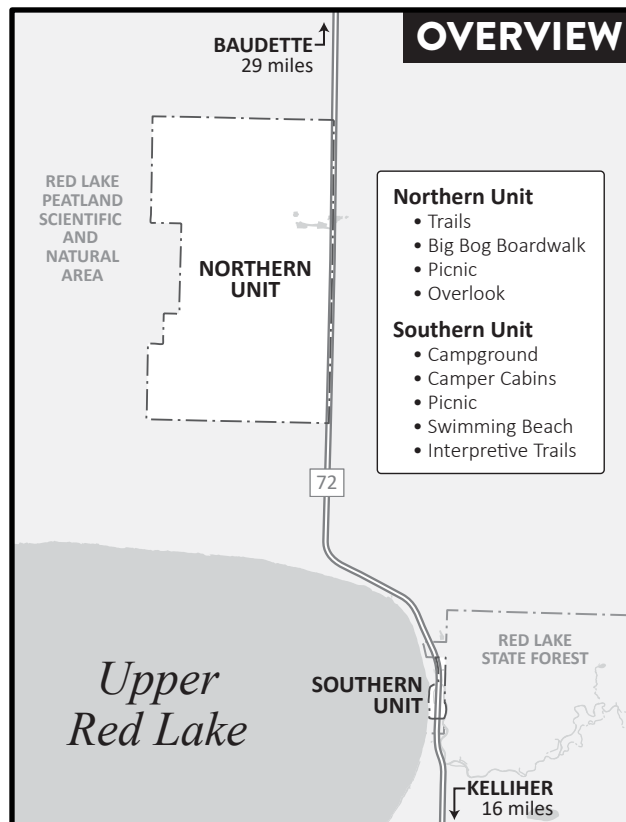 OVERVIEW
BAUDETTE
29 miles
RED LAKE
PEATLAND
SCIENTIFIC
AND
NATURAL
AREA
NORTHERN
UNIT
Northern Unit
• Trails
• Big Bog Boardwalk
• Picnic
• Overlook
Southern Unit
• Campground
• Camper Cabins
• Picnic
• Swimming Beach
• Interpretive Trails
72
RED LAKE
STATE FOREST
Upper
Red Lake
SOUTHERN
UNIT
KELLIHER
16 miles